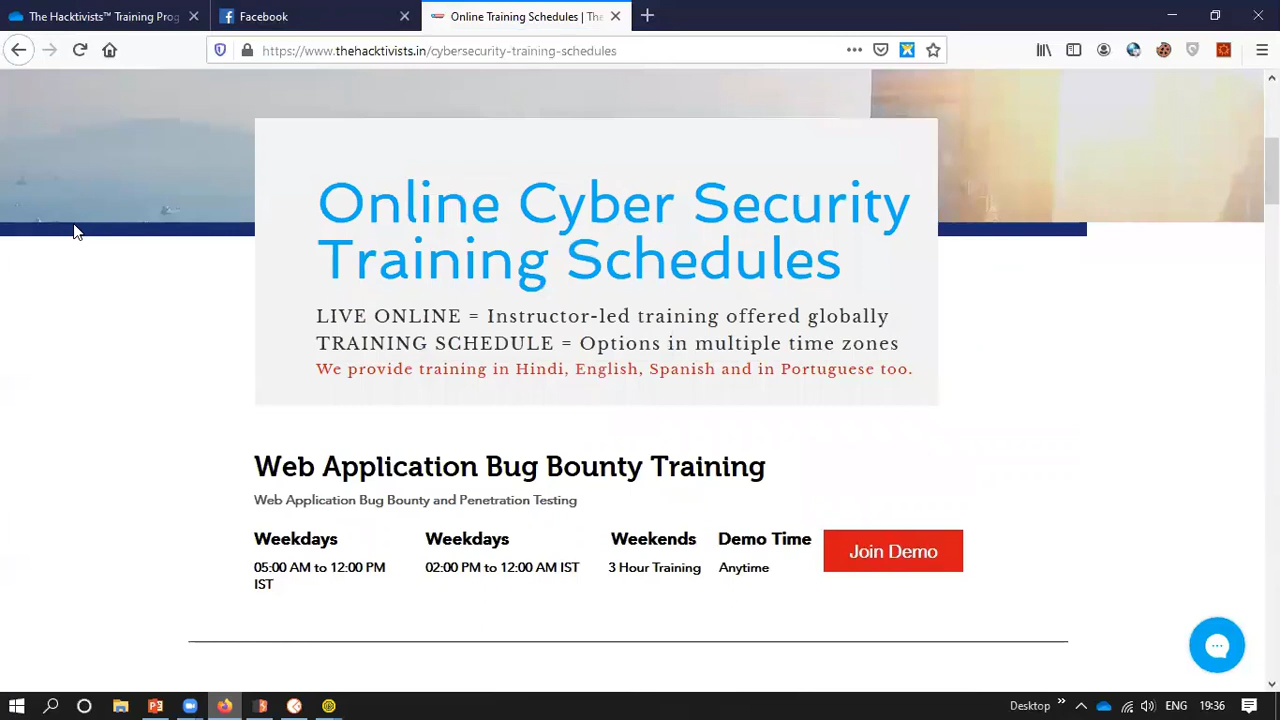 The Hacktivists™ Training Prog
Facebook
Online Training Schedules | The
https://www.thehacktivists.in/cybersecurity-training-schedules
Online Cyber Security
Training Schedules
LIVE ONLINE = Instructor-led training offered globally
TRAINING SCHEDULE = Options in multiple time zones
We provide training in Hindi, English, Spanish and in Portuguese too.
Web Application Bug Bounty Training
Web Application Bug Bounty and Penetration Testing
Weekdays Weekdays Weekends Demo Time
05:00 AM to 12:00 PM 02:00 PM to 12:00 AM IST 3 Hour Training Anytime Join Demo
IST
Desktop ENG 19:36